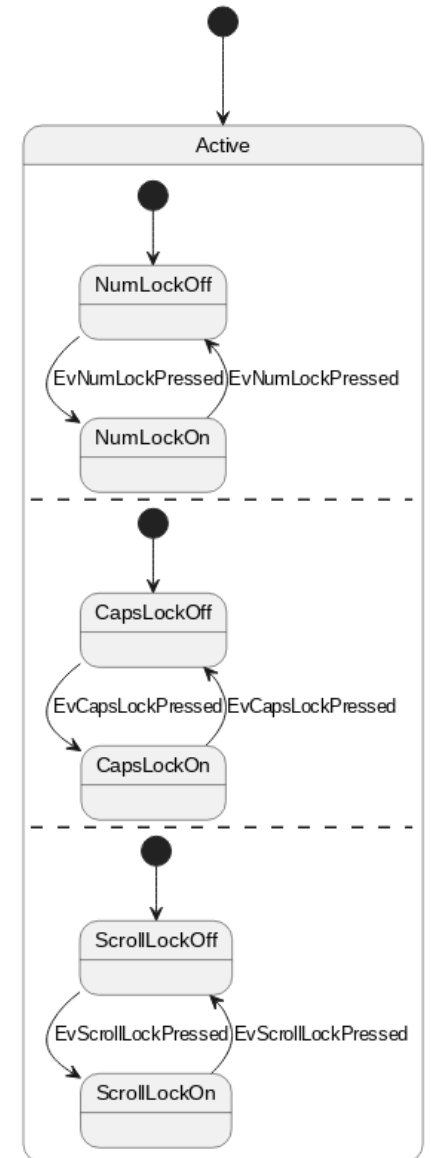 Active
NumLockOff
EvNumLockPressed EvNumLockPressed
NumLockOn
CapsLockOff
EvCapsLockPressed EvCapsLockPressed
CapsLockOn
ScrollLockOff
EvScrollLockPressed EvScrollLockPressed
ScrollLockOn